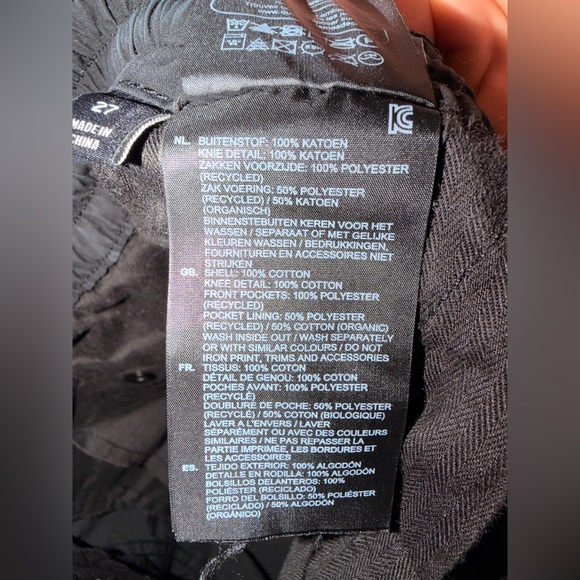 Trouvez
27
MADE IN
CHINA
NL. BUITENSTOF: 100% KATOEN
KNIE DETAIL: 100% KATOEN
ZAKKEN VOORZIJDE: 100% POLYESTER
(RECYCLED)
ZAK VOERING: 50% POLYESTER
(RECYCLED) / 50% KATOEN
(ORGANISCH)
BINNENSTEBUITEN KEREN VOOR HET
WASSEN / SEPARAAT OF MET GELIJKE
KLEUREN WASSEN / BEDRUKKINGEN,
FOURNITUREN EN ACCESSOIRES NIET
STRIJKEN
GB. SHELL: 100% COTTON
KNEE DETAIL: 100% COTTON
FRONT POCKETS: 100% POLYESTER
(RECYCLED)
POCKET LINING: 50% POLYESTER
(RECYCLED) / 50% COTTON (ORGANIC)
WASH INSIDE OUT / WASH SEPARATELY
OR WITH SIMILAR COLOURS / DO NOT
IRON PRINT, TRIMS AND ACCESSORIES
FR. TISSUS: 100% COTON
DÉTAIL DE GENOU: 100% COTON
POCHES AVANT: 100% POLYESTER
(RECYCLÉ)
DOUBLURE DE POCHE: 50% POLYESTER
(RECYCLÉ) / 50% COTON (BIOLOGIQUE)
LAVER A L'ENVERS / LAVER
SÉPARÉMENT OU AVEC DES COULEURS
SIMILAIRES / NE PAS REPASSER LA
PARTIE IMPRIMÉE, LES BORDURES ET
LES ACCESSOIRES
ES. TEJIDO EXTERIOR: 100% ALGODÓN
DETALLE EN RODILLA: 100% ALGODÓN
BOLSILLOS DELANTEROS: 100%
POLIÉSTER (RECICLADO)
FORRO DEL BOLSILLO: 50% POLIÉSTER
(RECICLADO) / 50% ALGODÓN
(ORGÁNICO)